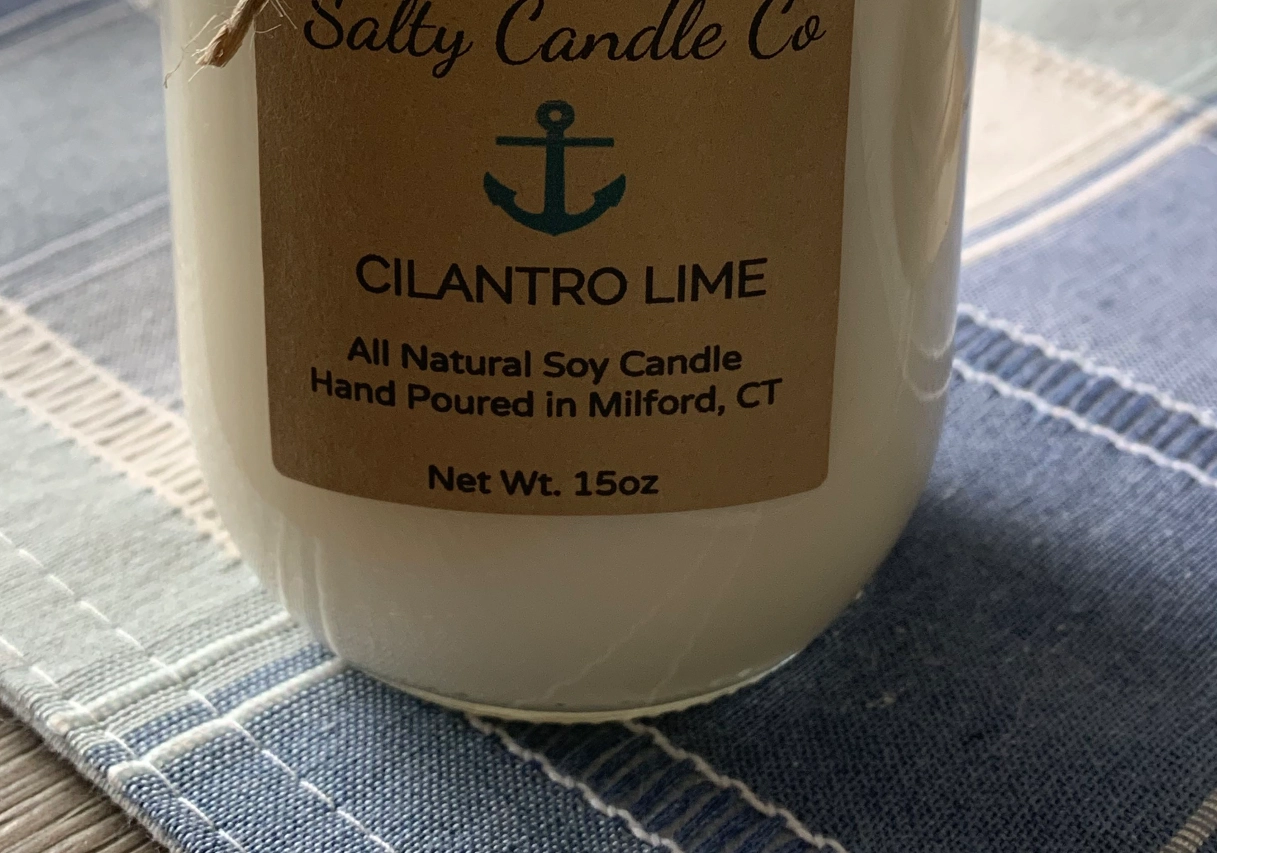 Salty Candle Co
CILANTRO LIME
All Natural Soy Candle
Hand Poured in Milford, CT
Net Wt. 15oz